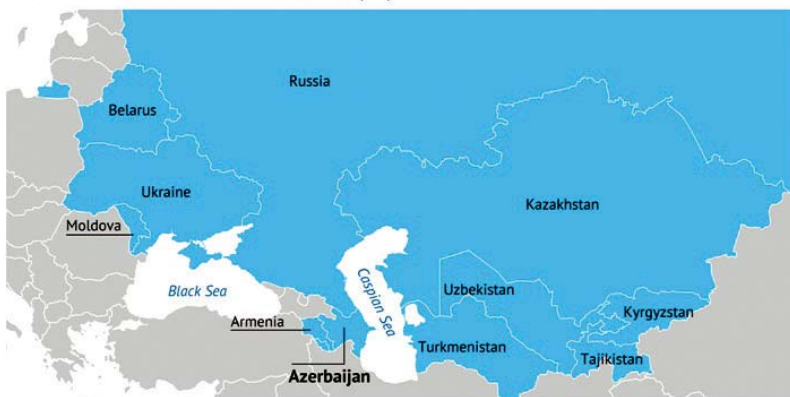 Russia
Belarus
Ukraine
Kazakhstan
Moldova
Black Sea
Caspian Sea
Uzbekistan
Armenia
Kyrgyzstan
Turkmenistan
Tajikistan
Azerbaijan